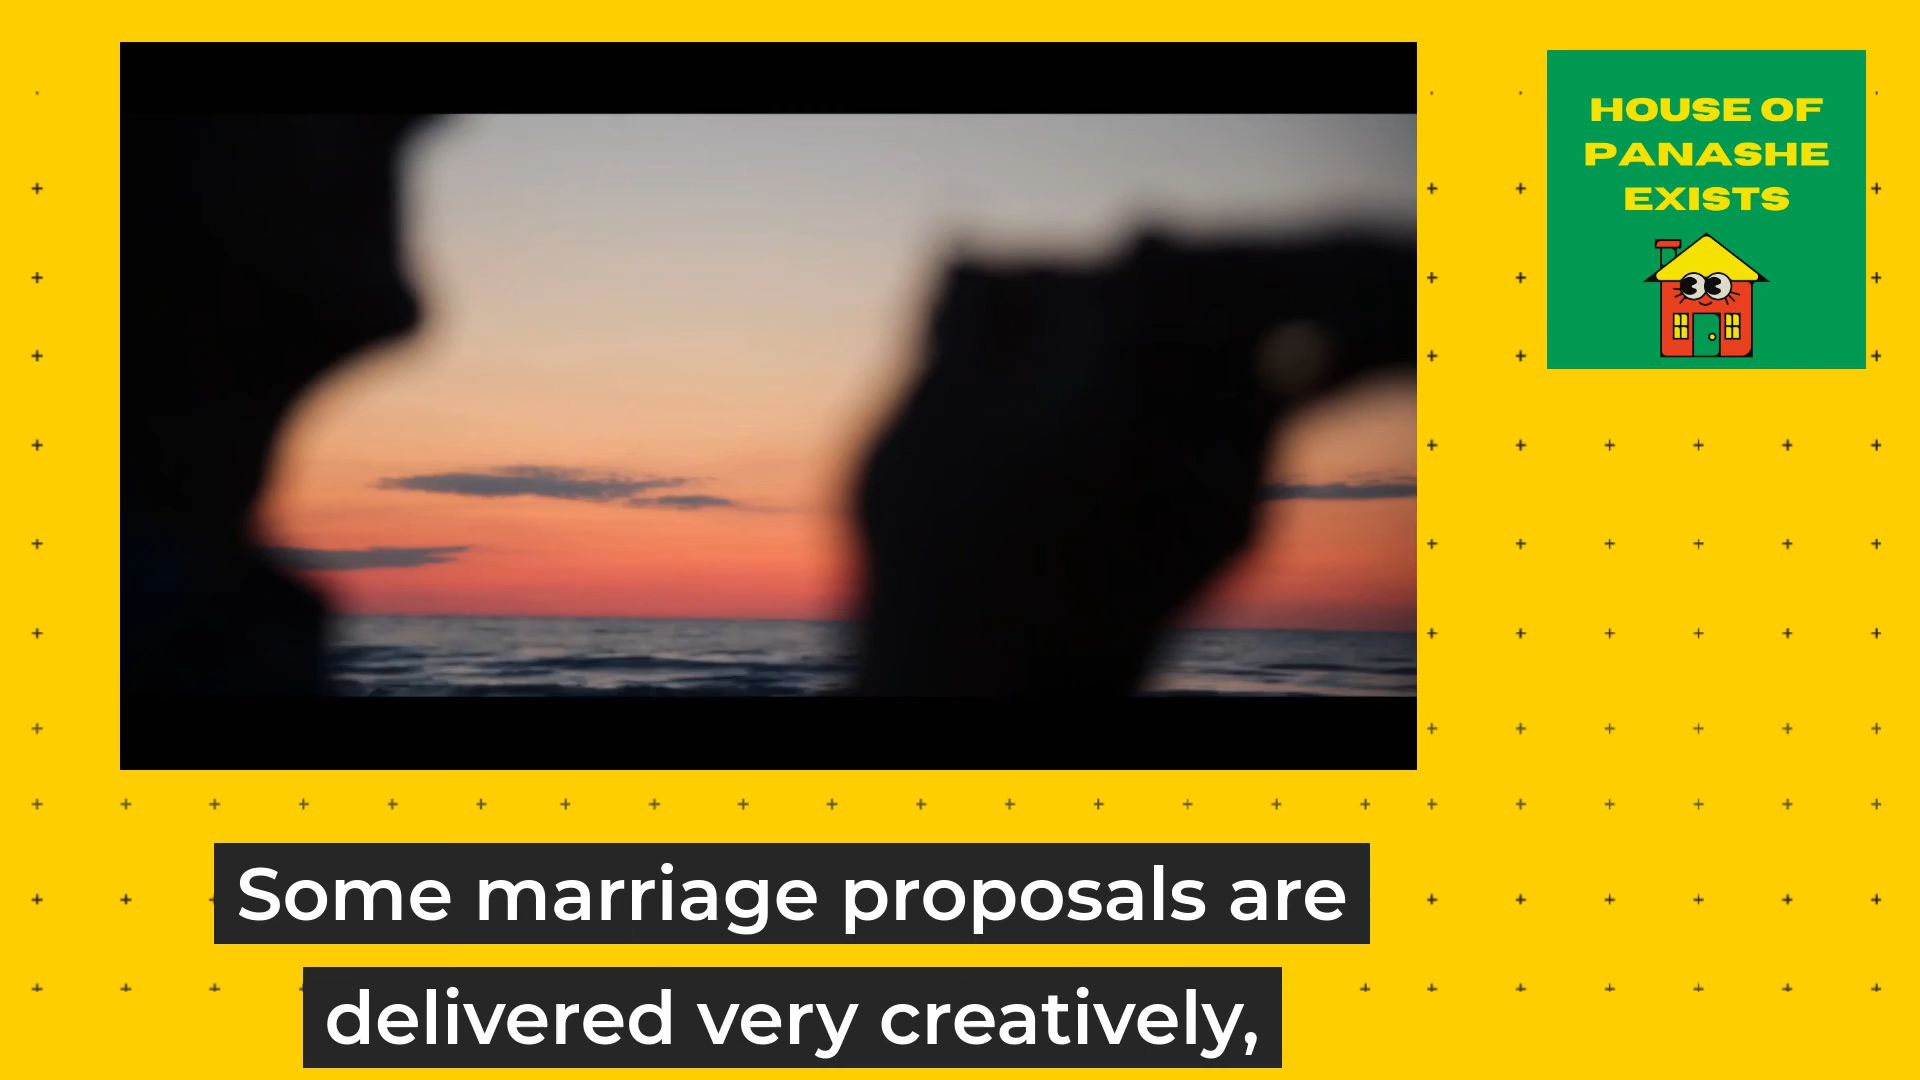 HOUSE OF
PANASHE
EXISTS
Some marriage proposals are
delivered very creatively,